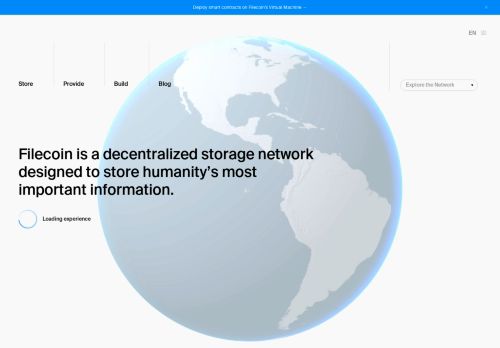 Deploy smart contracts on Filecoin's Virtual Machine
EN
Store
Provide
Build
Blog
Explore the Network
Filecoin is a decentralized storage network
designed to store humanity's most
important information.
Loading experience